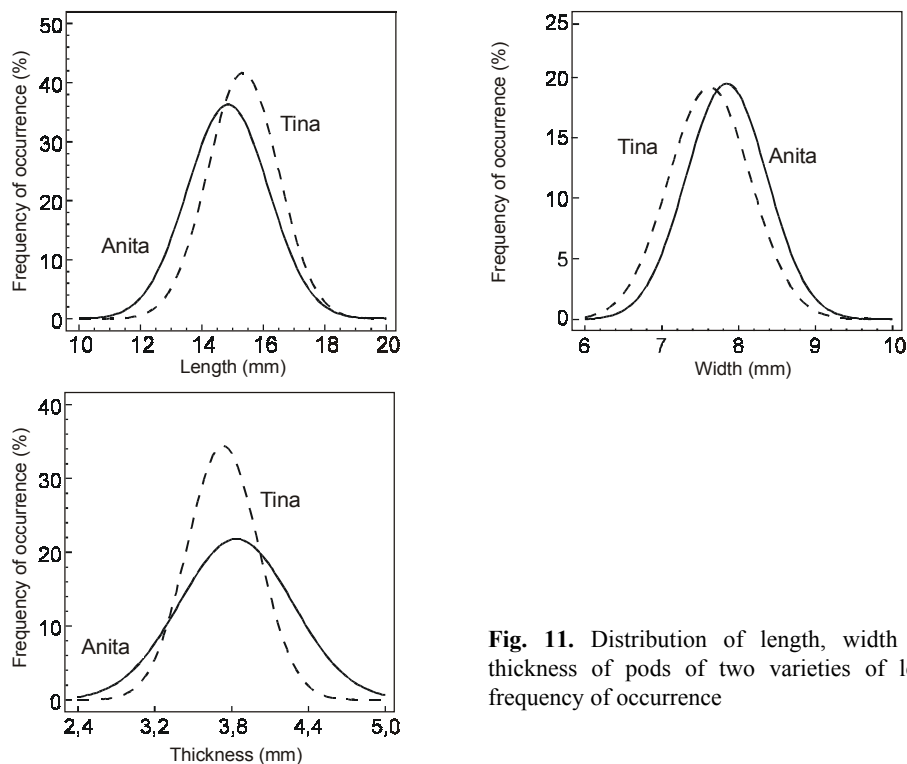 50
40
30
20
10
0
Frequency of occurrence (%)
Tina
Anita
10 12 14 16 18 20
Length (mm)
25
20
15
10
5
0
Frequency of occurrence (%)
Tina
Anita
6 7 8 9 10
Width (mm)
40
30
20
10
0
Frequency of occurrence (%)
Tina
Anita
2,4 3,2 3,8 4,4 5,0
Thickness (mm)
Fig. 11. Distribution of length, width
thickness of pods of two varieties of
frequency of occurrence